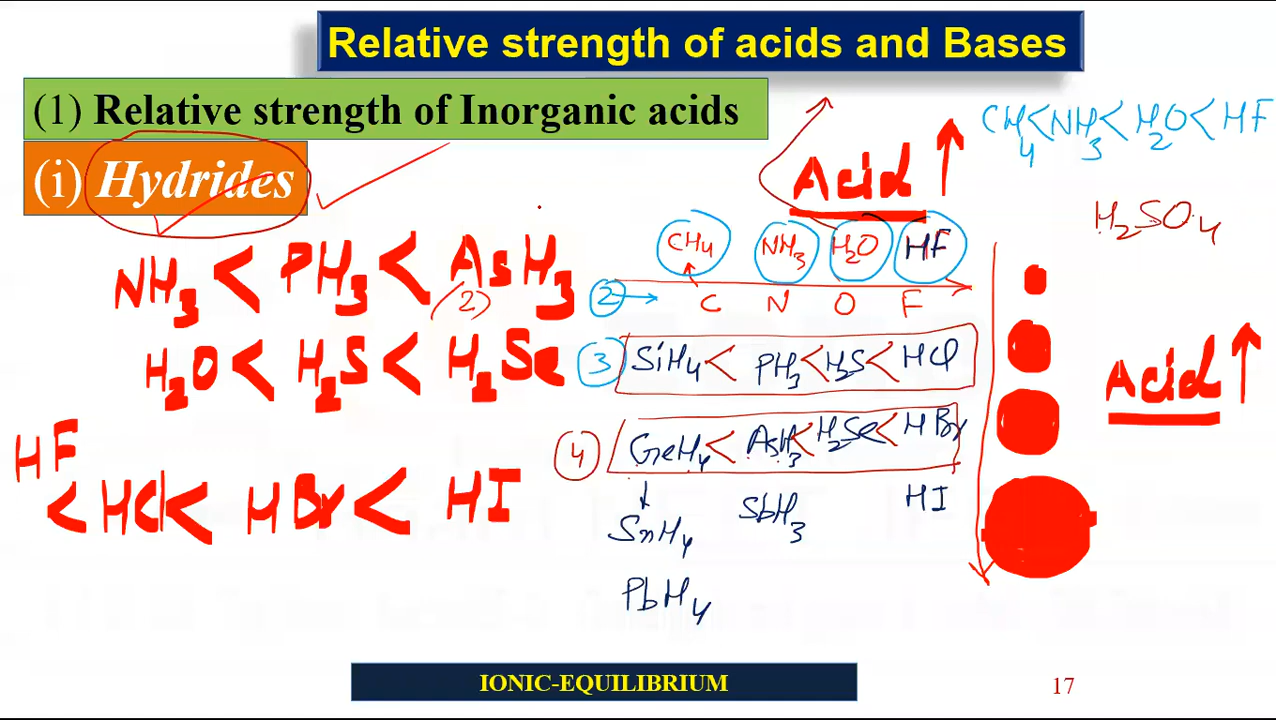 Relative strength of acids and Bases
(1) Relative strength of Inorganic acids
CH4<NH3<H2O<HF
(i) Hydrides
Acid ↑
H2SO4
NH3 < PH3 < AsH3
(2)
CH4 NH3 H2O HF
2 → C N O F
H2O < H2S < H2Se
3 SiH4 < PH3 < H2S < HCl
Acid ↑
HF
4 GeH4 < AsH3 < H2Se < HBr
< HCl < HBr < HI
SnH4 SbH3 HI
PbH4
IONIC-EQUILIBRIUM
17